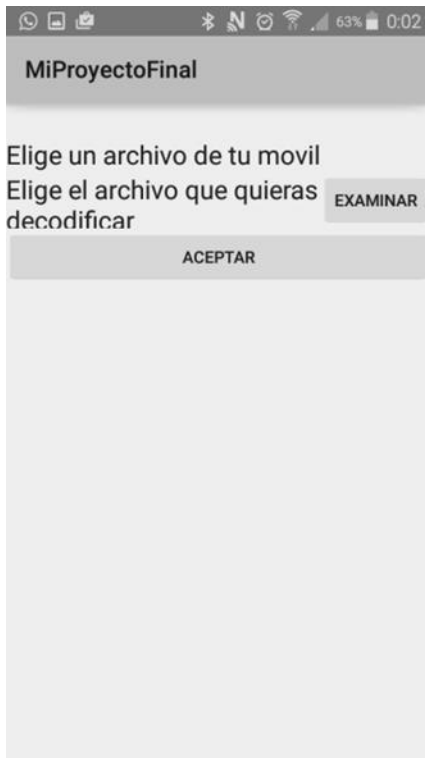 63% 0:02
MiProyectoFinal
Elige un archivo de tu movil
Elige el archivo que quieras
decodificar
EXAMINAR
ACEPTAR